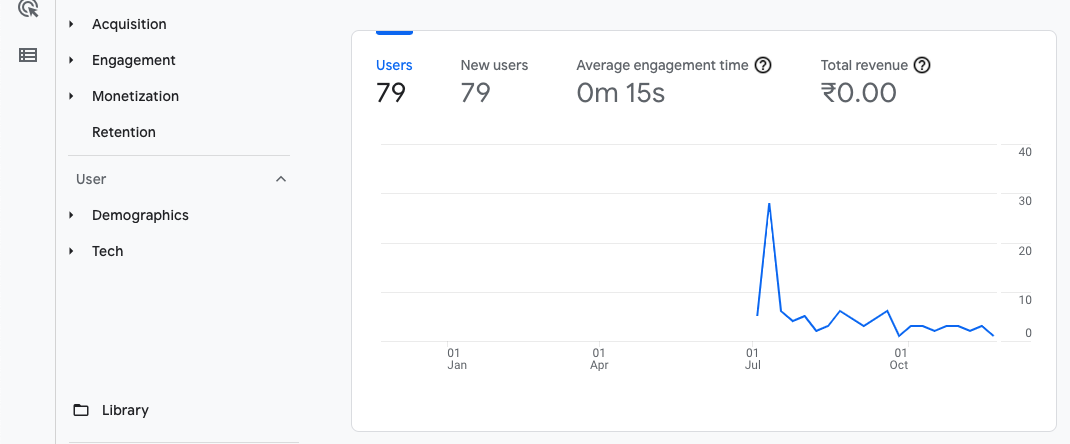 Acquisition
Engagement
Monetization
Retention
User
Demographics
Tech
Library
Users
79
New users
79
Average engagement time
0m 15s
Total revenue
₹0.00
40
30
20
10
0
01
Jan
01
Apr
01
Jul
01
Oct